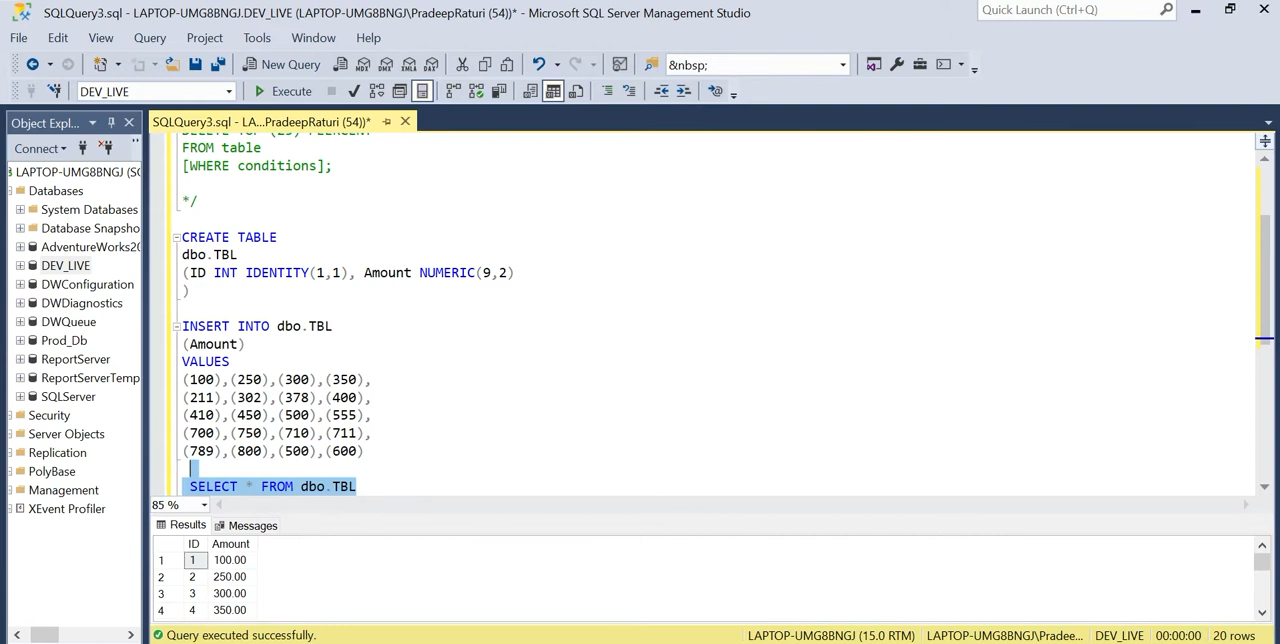 SQLQuery3.sql - LAPTOP-UMG8BNGJ.DEV_LIVE (LAPTOP-UMG8BNGJ\PradeepRaturi (54))* - Microsoft SQL Server Management Studio
Quick Launch (Ctrl+Q)
File Edit View Query Project Tools Window Help
New Query MDX DMX XMLA DAX &nbsp;
DEV_LIVE Execute
Object Expl...
SQLQuery3.sql - LA...PradeepRaturi (54))*
Connect
LAPTOP-UMG8BNGJ (SQ
Databases
System Databases
Database Snapsho
AdventureWorks20
DEV_LIVE
DWConfiguration
DWDiagnostics
DWQueue
Prod_Db
ReportServer
ReportServerTemp
SQLServer
Security
Server Objects
Replication
PolyBase
Management
XEvent Profiler
FROM table
[WHERE conditions];
*/
CREATE TABLE
dbo.TBL
(ID INT IDENTITY(1,1), Amount NUMERIC(9,2)
)
INSERT INTO dbo.TBL
(Amount)
VALUES
(100),(250),(300),(350),
(211),(302),(378),(400),
(410),(450),(500),(555),
(700),(750),(710),(711),
(789),(800),(500),(600)
SELECT * FROM dbo.TBL
85 %
Results Messages
ID Amount
1 1 100.00
2 2 250.00
3 3 300.00
4 4 350.00
Query executed successfully.
LAPTOP-UMG8BNGJ (15.0 RTM) LAPTOP-UMG8BNGJ\Pradee... DEV_LIVE 00:00:00 20 rows